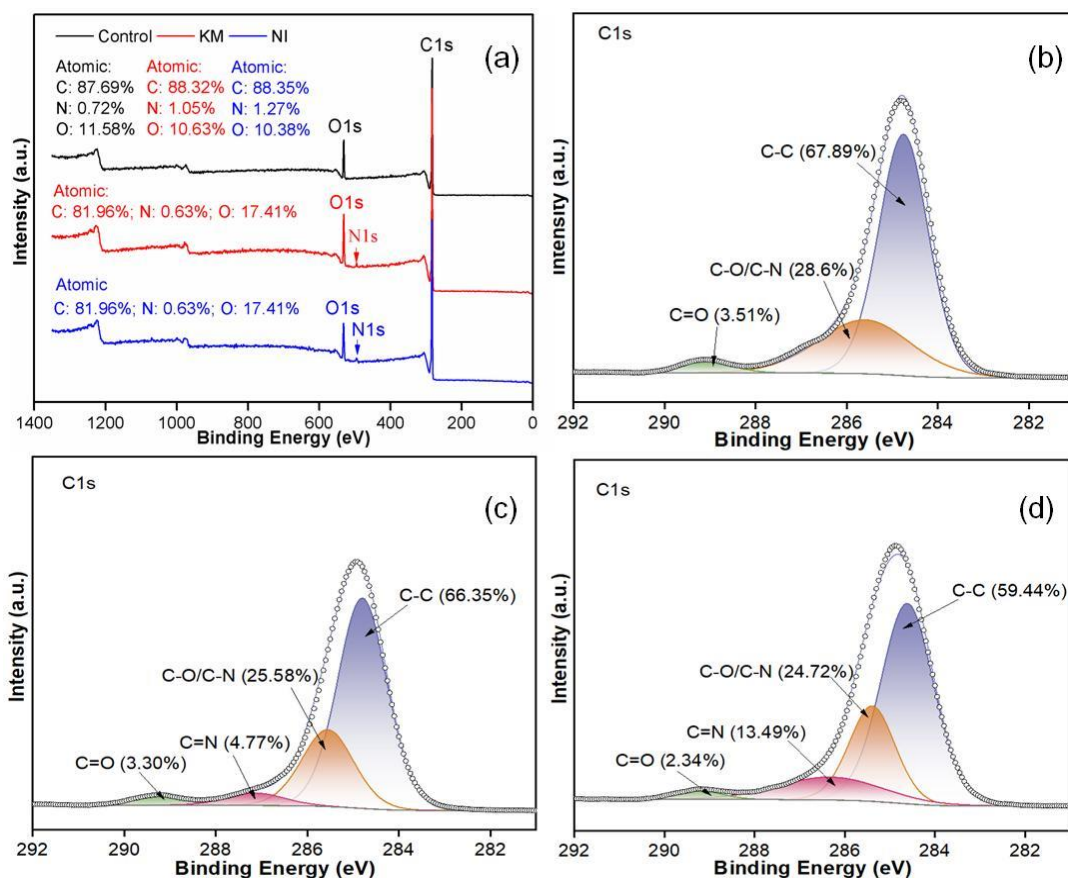 Control KM NI
(a)
C1s
Atomic: Atomic: Atomic:
C: 87.69% C: 88.32% C: 88.35%
N: 0.72% N: 1.05% N: 1.27%
O: 11.58% O: 10.63% O: 10.38%
O1s
Atomic:
C: 81.96%; N: 0.63%; O: 17.41%
O1s
N1s
Atomic
C: 81.96%; N: 0.63%; O: 17.41%
O1s
N1s
Intensity (a.u.)
1400 1200 1000 800 600 400 200 0
Binding Energy (eV)
C1s
(b)
C-C (67.89%)
C-O/C-N (28.6%)
C=O (3.51%)
Intensity (a.u.)
292 290 288 286 284 282
Binding Energy (eV)
C1s
(c)
C-C (66.35%)
C-O/C-N (25.58%)
C=N (4.77%)
C=O (3.30%)
Intensity (a.u.)
292 290 288 286 284 282
Binding Energy (eV)
C1s
(d)
C-C (59.44%)
C-O/C-N (24.72%)
C=N (13.49%)
C=O (2.34%)
Intensity (a.u.)
292 290 288 286 284 282
Binding Energy (eV)